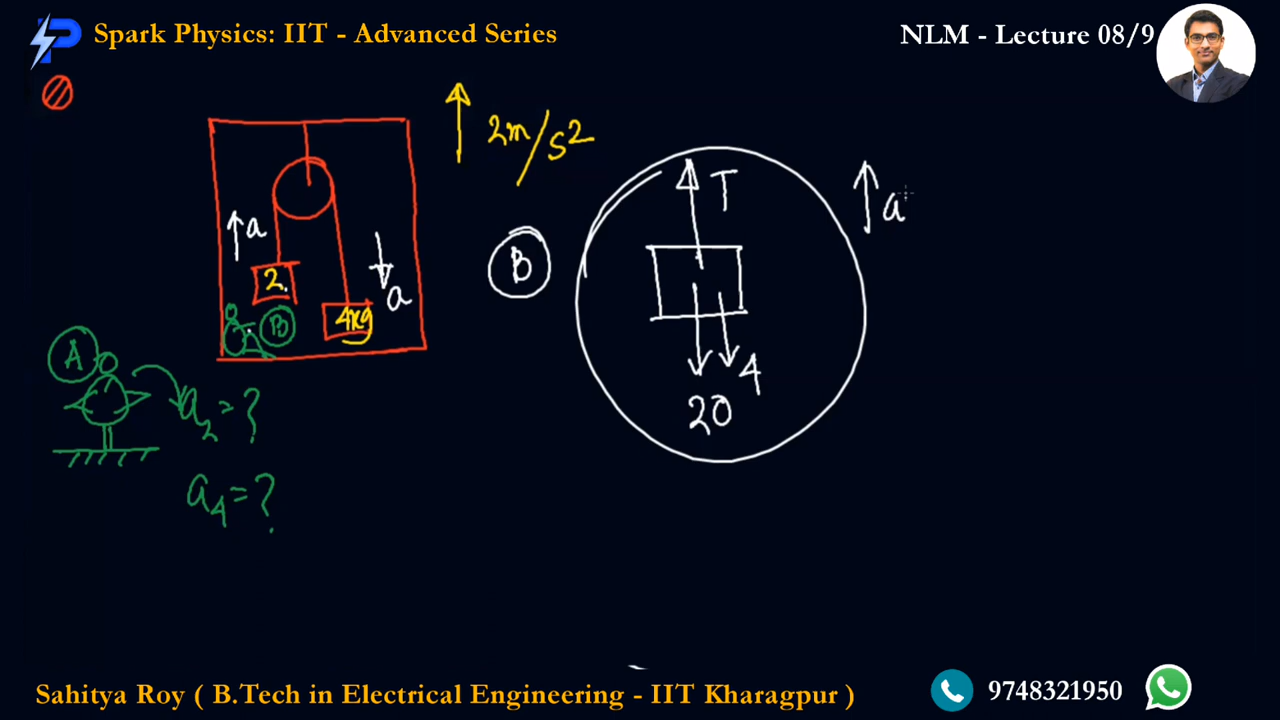 Spark Physics: IIT - Advanced Series
NLM - Lecture 08/9
2m/s2
a
T
a
B
2.
a
4kg
B
A
4
20
a2 = ?
a4 = ?
Sahitya Roy ( B.Tech in Electrical Engineering - IIT Kharagpur )
9748321950